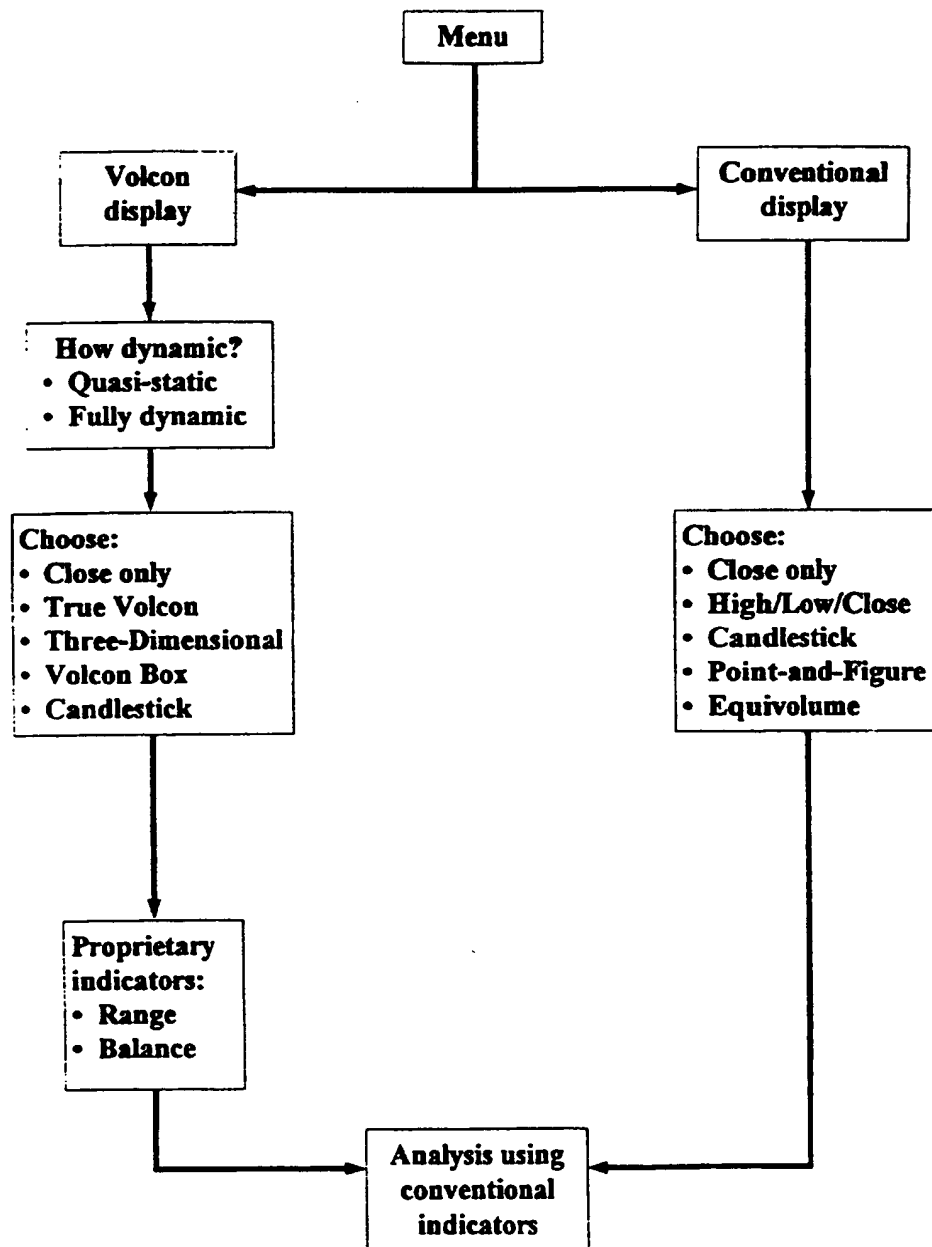 Menu
Volcon
display
Conventional
display
How dynamic?
• Quasi-static
• Fully dynamic
Choose:
• Close only
• True Volcon
• Three-Dimensional
• Volcon Box
• Candlestick
Choose:
• Close only
• High/Low/Close
• Candlestick
• Point-and-Figure
• Equivolume
Proprietary
indicators:
• Range
• Balance
Analysis using
conventional
indicators